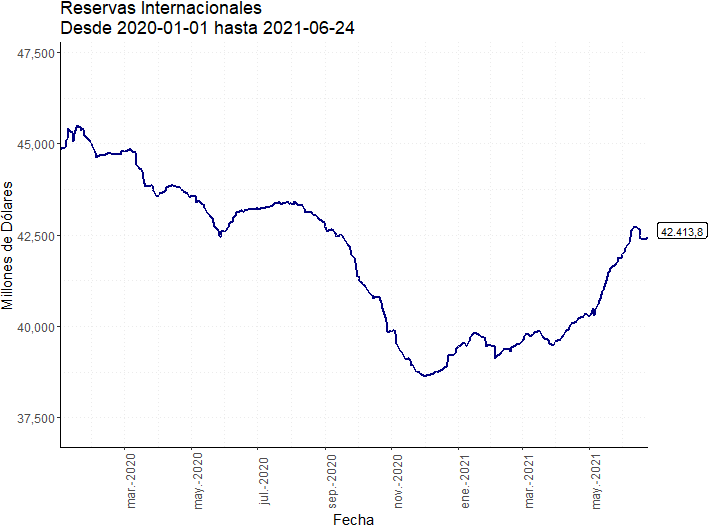 Reservas Internacionales
Desde 2020-01-01 hasta 2021-06-24
Millones de Dólares
47,500
45,000
42,500
40,000
37,500
42.413,8
mar.-2020
may.-2020
jul.-2020
sep.-2020
nov.-2020
ene.-2021
mar.-2021
may.-2021
Fecha